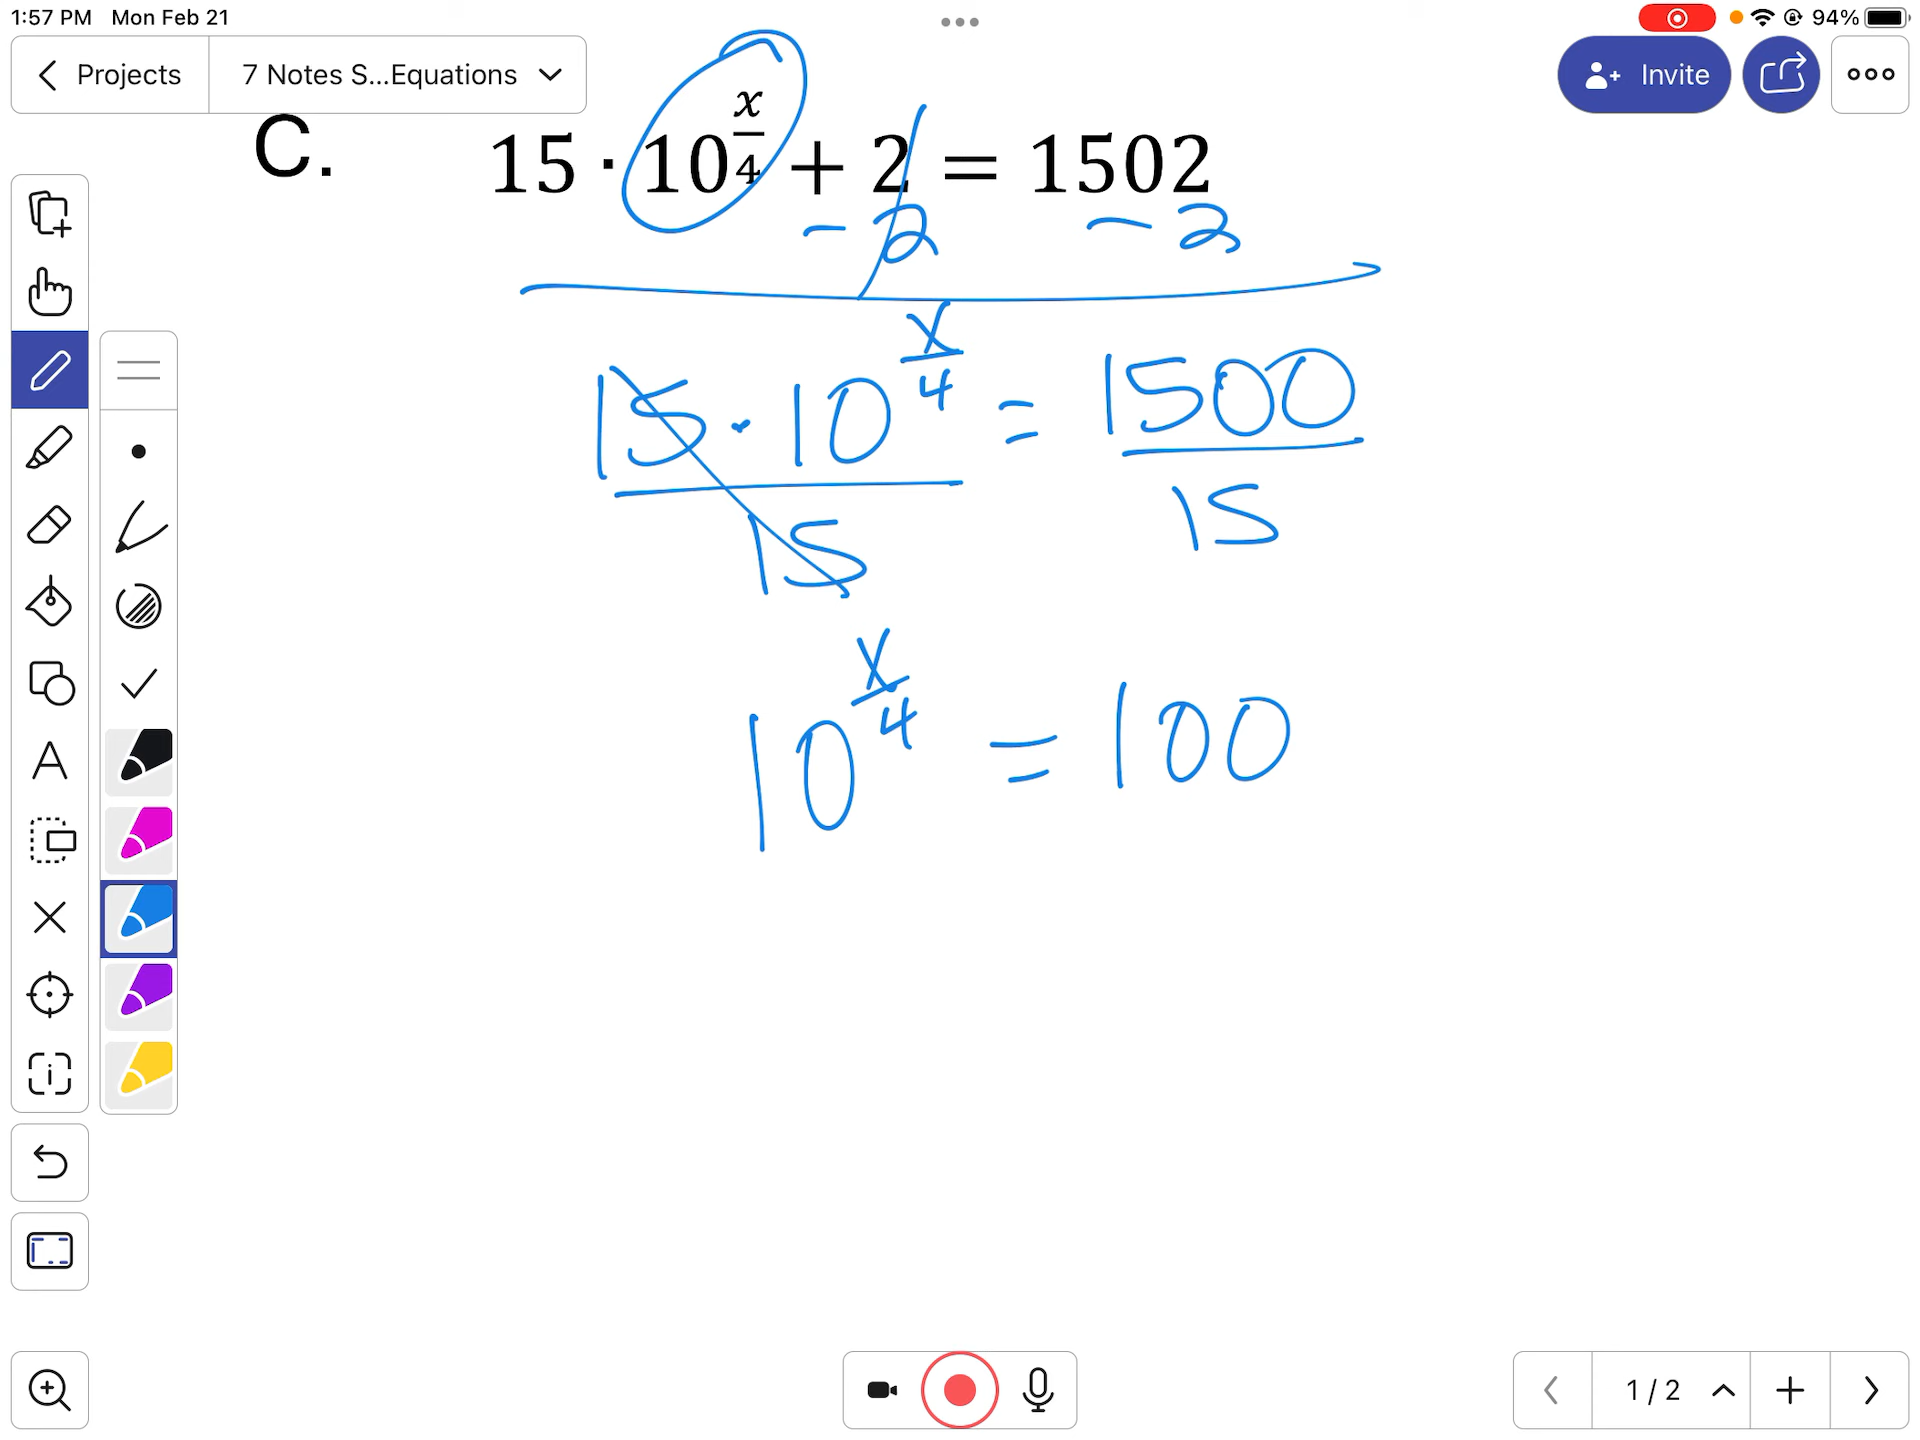 1:57 PM Mon Feb 21
94%
Projects
7 Notes S...Equations
Invite
C. 15 · 10^(x/4) + 2 = 1502
- 2 - 2
15 · 10^(x/4) = 1500
15 15
10^(x/4) = 100
A
1 / 2